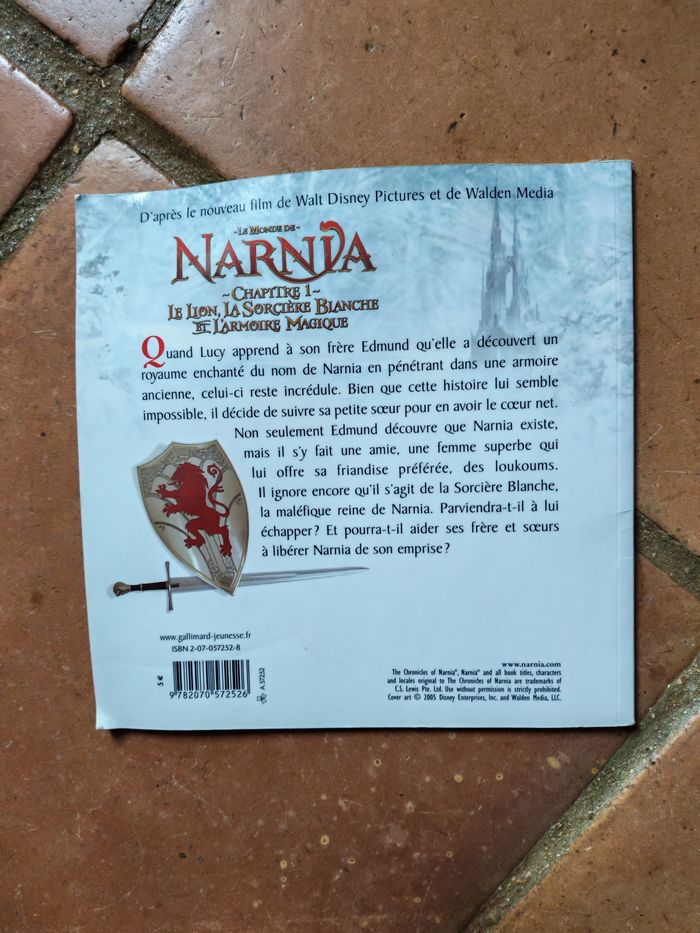 D'après le nouveau film de Walt Disney Pictures et de Walden Media
-LE MONDE DE-
NARNIA
~CHAPITRE 1~
LE LION, LA SORCIÈRE BLANCHE
ET L'ARMOIRE MAGIQUE
Quand Lucy apprend à son frère Edmund qu'elle a découvert un
royaume enchanté du nom de Narnia en pénétrant dans une armoire
ancienne, celui-ci reste incrédule. Bien que cette histoire lui semble
impossible, il décide de suivre sa petite sœur pour en avoir le cœur net.
Non seulement Edmund découvre que Narnia existe,
mais il s'y fait une amie, une femme superbe qui
lui offre sa friandise préférée, des loukoums.
Il ignore encore qu'il s'agit de la Sorcière Blanche,
la maléfique reine de Narnia. Parviendra-t-il à lui
échapper ? Et pourra-t-il aider ses frère et sœurs
à libérer Narnia de son emprise ?
www.gallimard-jeunesse.fr
ISBN 2-07-057252-8
5 €
9 782070 572526
A 57252
www.narnia.com
The Chronicles of Narnia®, Narnia® and all book titles, characters
and locales original to The Chronicles of Narnia are trademarks of
C.S. Lewis Pte. Ltd. Use without permission is strictly prohibited.
Cover art © 2005 Disney Enterprises, Inc. and Walden Media, LLC.